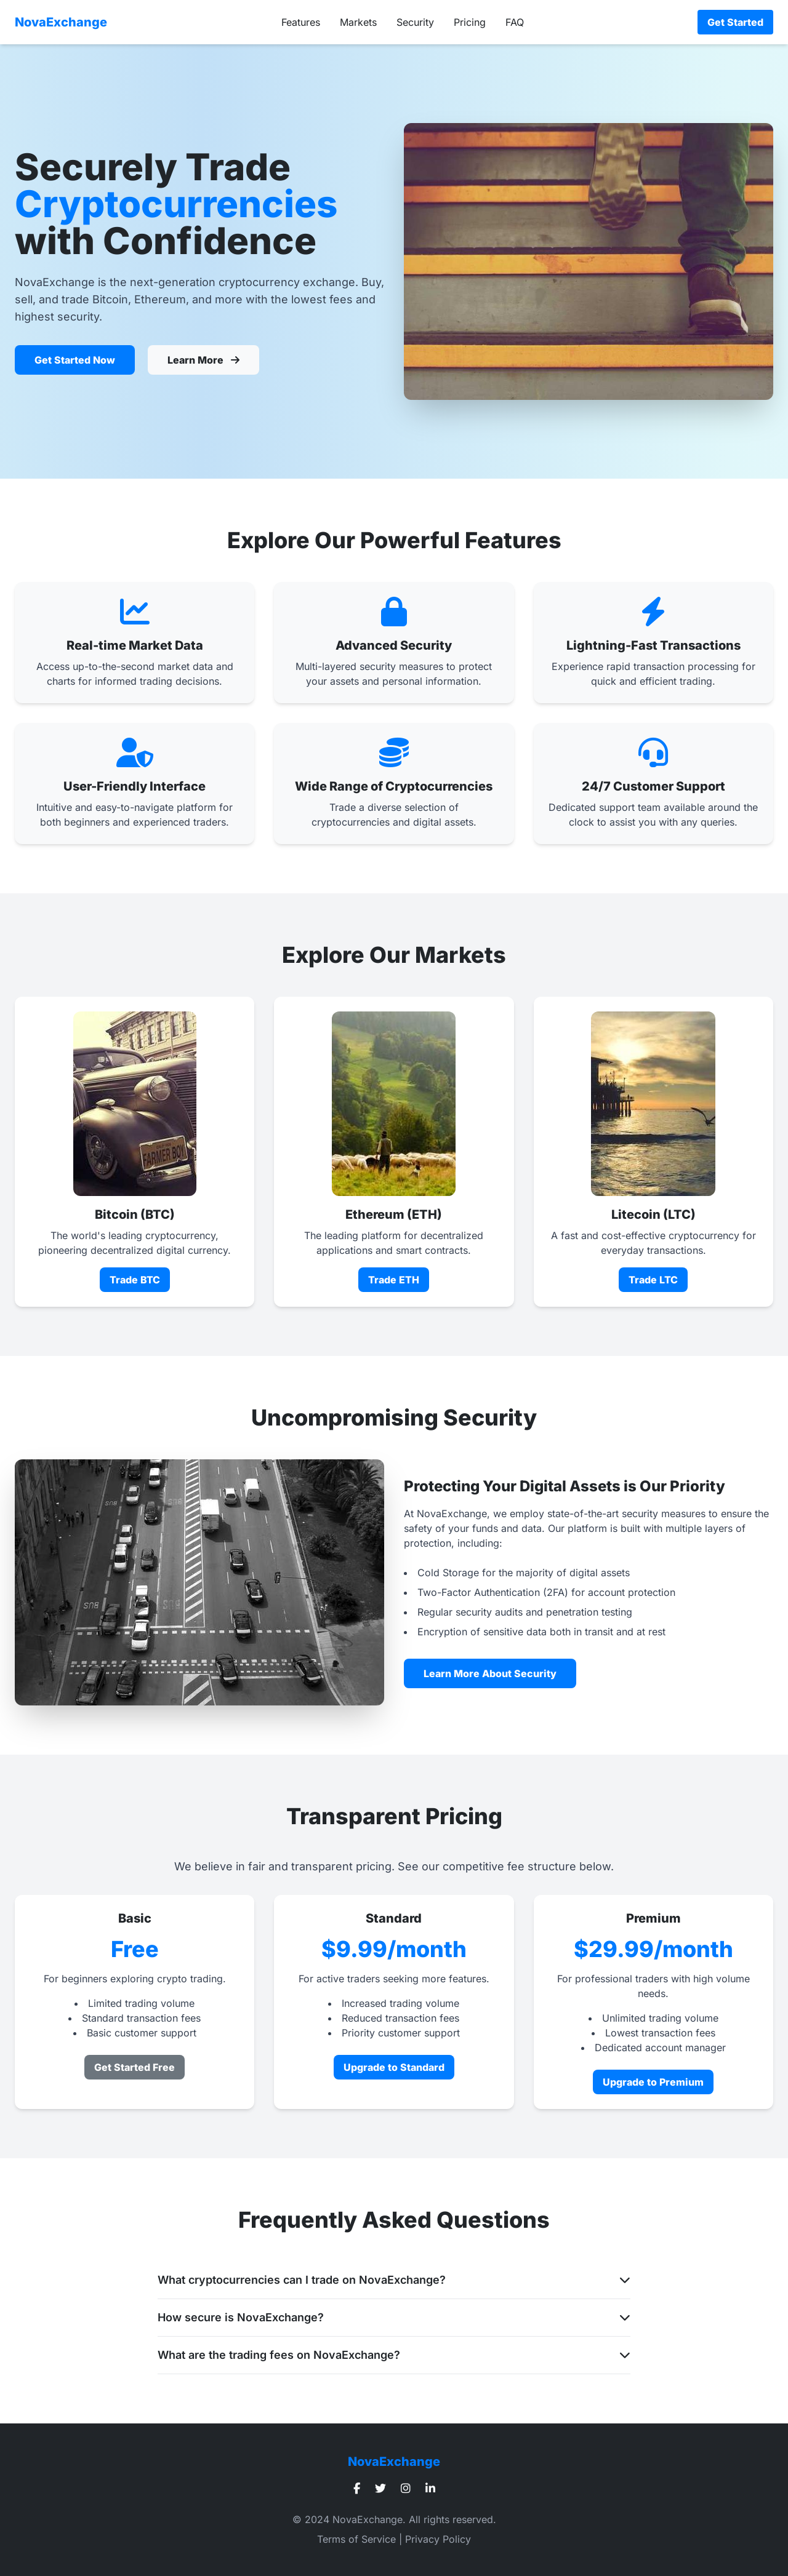 NovaExchange
Features
Markets
Security
Pricing
FAQ
Get Started
Securely Trade
Cryptocurrencies
with Confidence
NovaExchange is the next-generation cryptocurrency exchange. Buy,
sell, and trade Bitcoin, Ethereum, and more with the lowest fees and
highest security.
Get Started Now
Learn More
Explore Our Powerful Features
Real-time Market Data
Access up-to-the-second market data and
charts for informed trading decisions.
Advanced Security
Multi-layered security measures to protect
your assets and personal information.
Lightning-Fast Transactions
Experience rapid transaction processing for
quick and efficient trading.
User-Friendly Interface
Intuitive and easy-to-navigate platform for
both beginners and experienced traders.
Wide Range of Cryptocurrencies
Trade a diverse selection of
cryptocurrencies and digital assets.
24/7 Customer Support
Dedicated support team available around the
clock to assist you with any queries.
Explore Our Markets
FARMER BOY
Bitcoin (BTC)
The world's leading cryptocurrency,
pioneering decentralized digital currency.
Trade BTC
Ethereum (ETH)
The leading platform for decentralized
applications and smart contracts.
Trade ETH
Litecoin (LTC)
A fast and cost-effective cryptocurrency for
everyday transactions.
Trade LTC
Uncompromising Security
BUS
BUS
BUS
BUS
Protecting Your Digital Assets is Our Priority
At NovaExchange, we employ state-of-the-art security measures to ensure the
safety of your funds and data. Our platform is built with multiple layers of
protection, including:
• Cold Storage for the majority of digital assets
• Two-Factor Authentication (2FA) for account protection
• Regular security audits and penetration testing
• Encryption of sensitive data both in transit and at rest
Learn More About Security
Transparent Pricing
We believe in fair and transparent pricing. See our competitive fee structure below.
Basic
Free
For beginners exploring crypto trading.
• Limited trading volume
• Standard transaction fees
• Basic customer support
Get Started Free
Standard
$9.99/month
For active traders seeking more features.
• Increased trading volume
• Reduced transaction fees
• Priority customer support
Upgrade to Standard
Premium
$29.99/month
For professional traders with high volume
needs.
• Unlimited trading volume
• Lowest transaction fees
• Dedicated account manager
Upgrade to Premium
Frequently Asked Questions
What cryptocurrencies can I trade on NovaExchange?
How secure is NovaExchange?
What are the trading fees on NovaExchange?
NovaExchange
© 2024 NovaExchange. All rights reserved.
Terms of Service | Privacy Policy